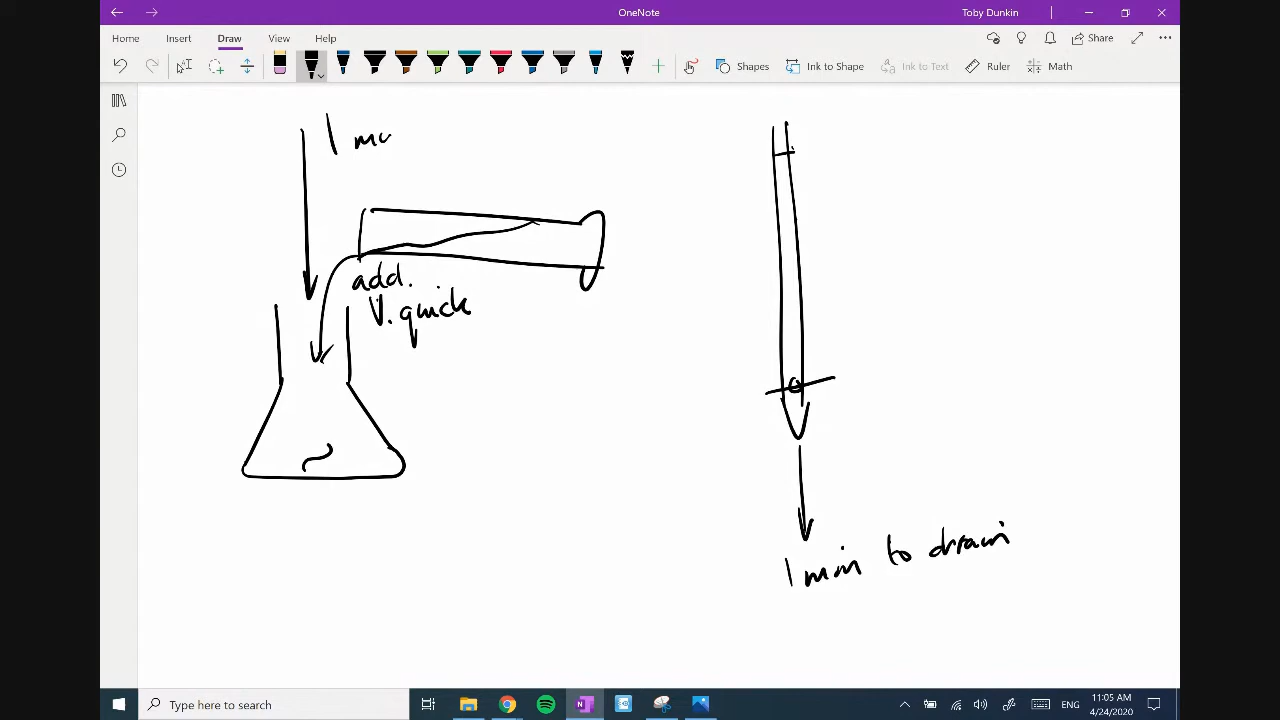 OneNote
Toby Dunkin
Home Insert Draw View Help
Share
Shapes Ink to Shape Ink to Text Ruler Math
1
add.
V. quick
1 min to drain
Type here to search
ENG
11:05 AM
4/24/2020